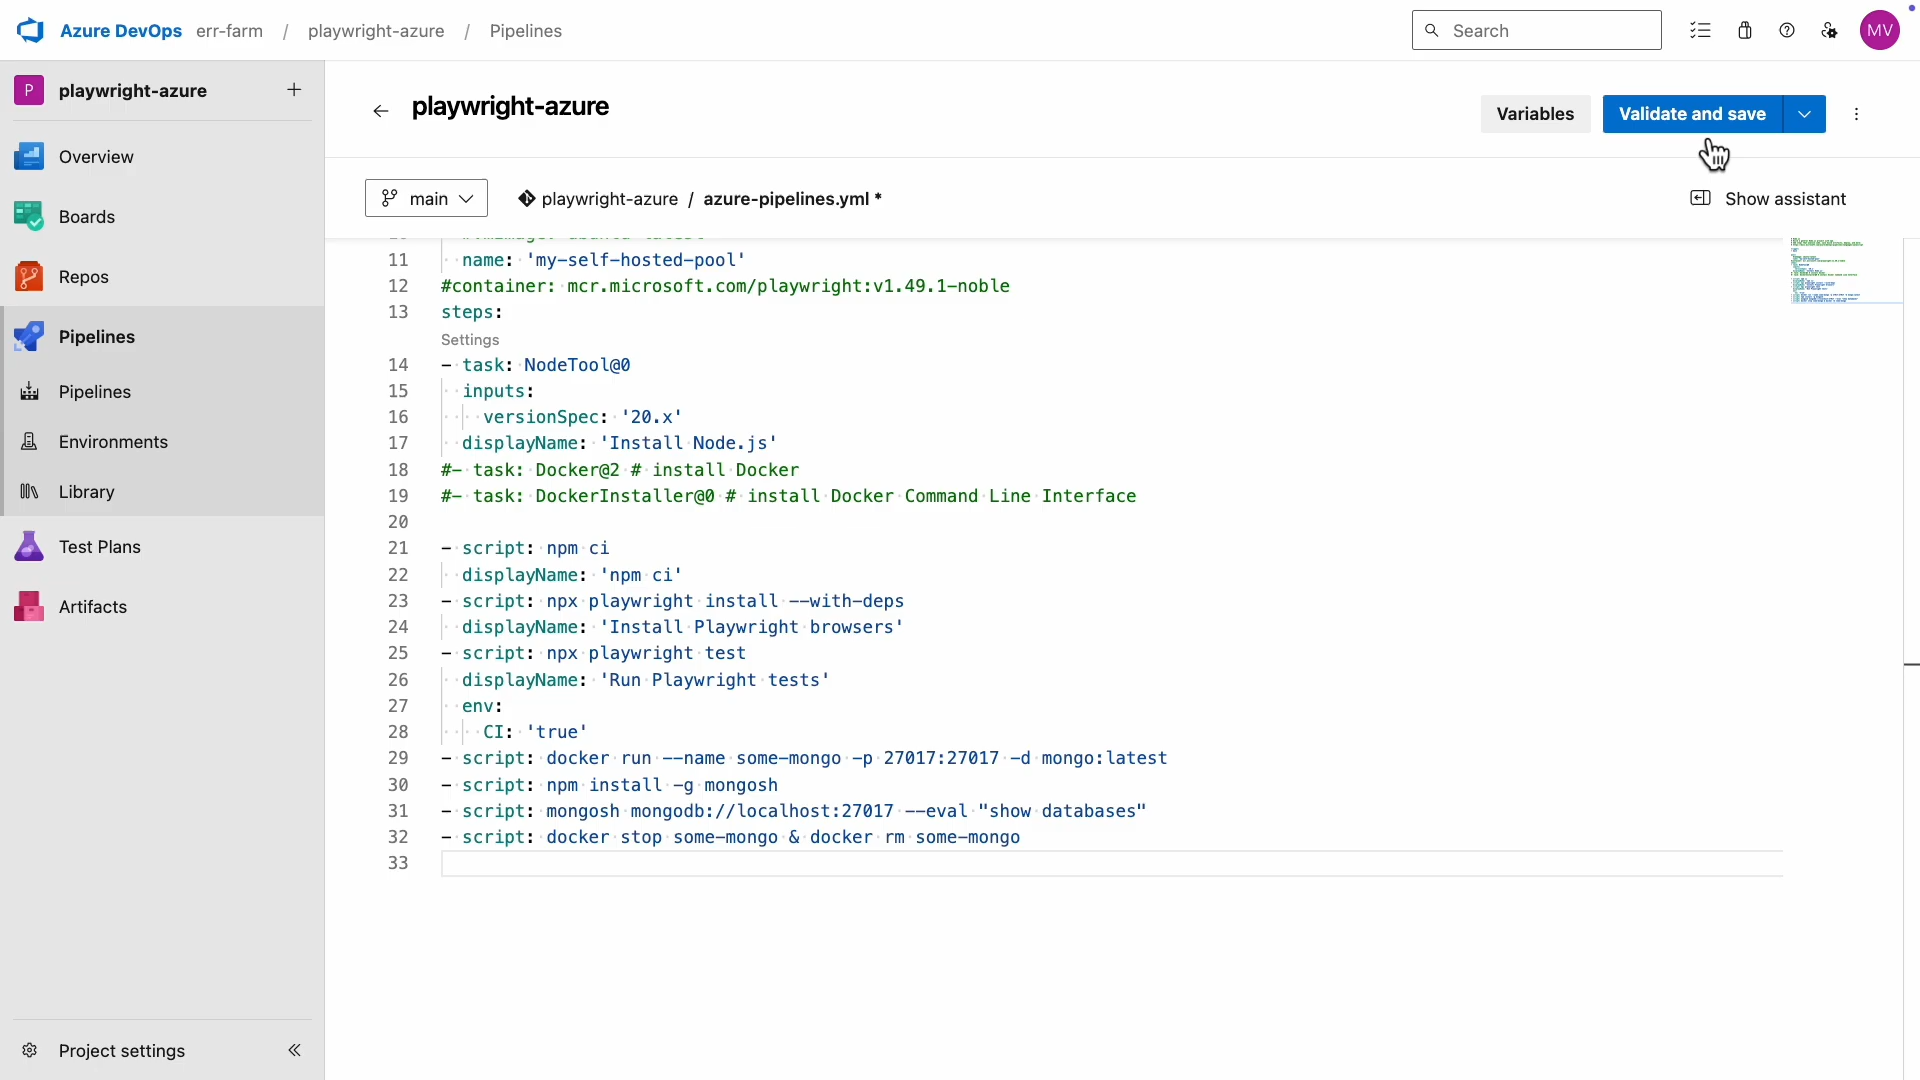 Azure DevOps err-farm / playwright-azure / Pipelines
Search
MV
P playwright-azure
Overview
Boards
Repos
Pipelines
Pipelines
Environments
Library
Test Plans
Artifacts
Project settings
playwright-azure
Variables
Validate and save
main
playwright-azure / azure-pipelines.yml *
Show assistant
11 name: 'my-self-hosted-pool'
12 #container: mcr.microsoft.com/playwright:v1.49.1-noble
13 steps:
Settings
14 - task: NodeTool@0
15 inputs:
16 versionSpec: '20.x'
17 displayName: 'Install Node.js'
18 #- task: Docker@2 # install Docker
19 #- task: DockerInstaller@0 # install Docker Command Line Interface
20
21 - script: npm ci
22 displayName: 'npm ci'
23 - script: npx playwright install --with-deps
24 displayName: 'Install Playwright browsers'
25 - script: npx playwright test
26 displayName: 'Run Playwright tests'
27 env:
28 CI: 'true'
29 - script: docker run --name some-mongo -p 27017:27017 -d mongo:latest
30 - script: npm install -g mongosh
31 - script: mongosh mongodb://localhost:27017 --eval "show databases"
32 - script: docker stop some-mongo & docker rm some-mongo
33